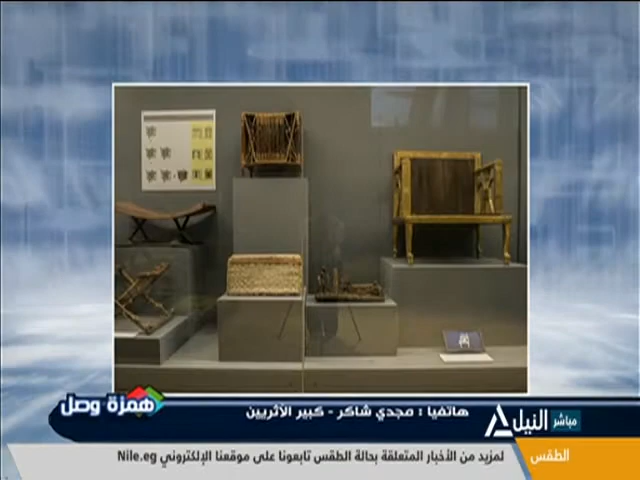 هاتفيا : مجدي شاكر - كبير الآثريين
همزة وصل
النيل
مباشر
الطقس
لمزيد من الأخبار المتعلقة بحالة الطقس تابعونا على موقعنا الإلكتروني Nile.eg